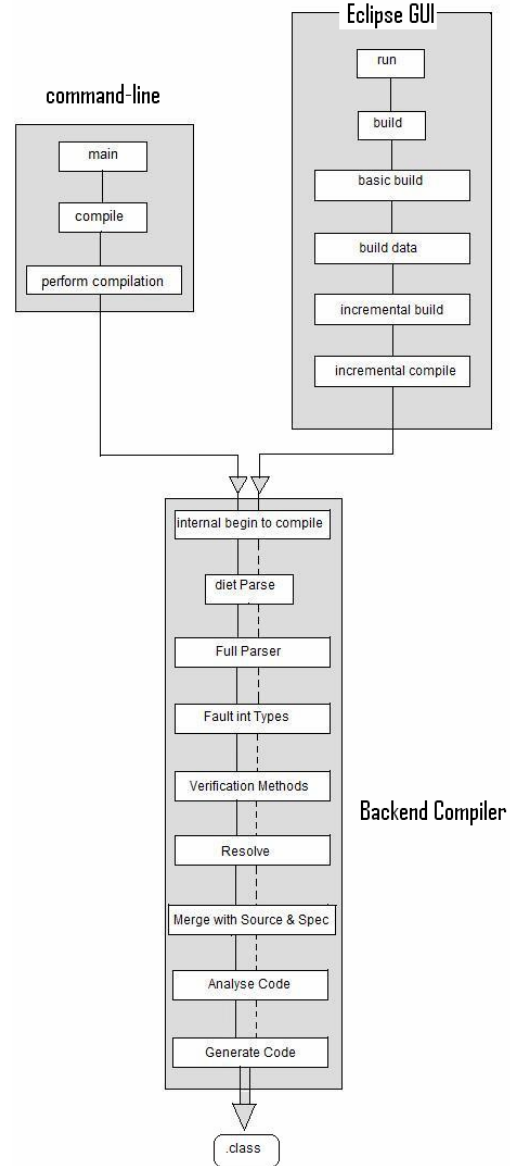 Eclipse GUI
run
build
basic build
build data
incremental build
incremental compile
command-line
main
compile
perform compilation
internal begin to compile
diet Parse
Full Parser
Fault int Types
Verification Methods
Resolve
Merge with Source & Spec
Analyse Code
Generate Code
Backend Compiler
.class